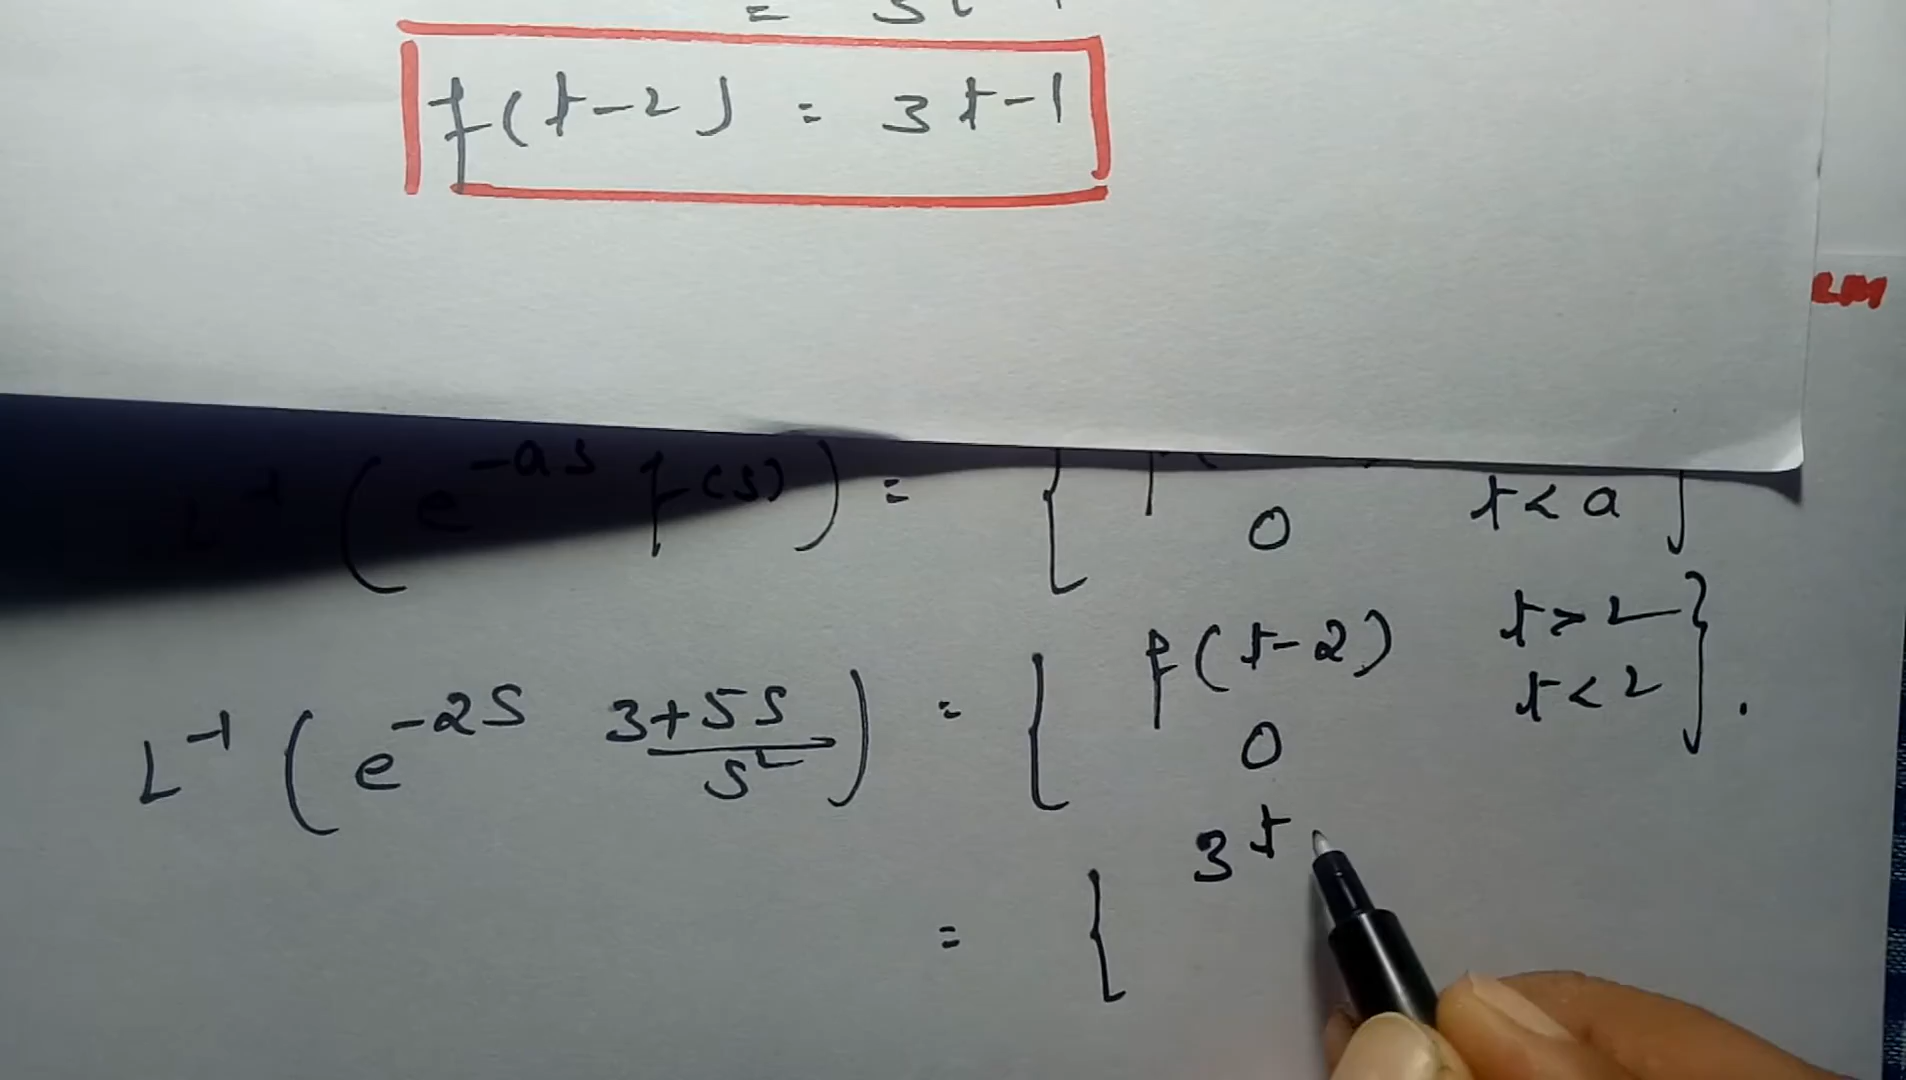 f(t-2) = 3t-1
L⁻¹ (e^{-as} f(s)) = { 0 t<a
L⁻¹ (e^{-2s} (3+5s)/s²) = { f(t-2) t>2
0 t<2 } .
= { 3t